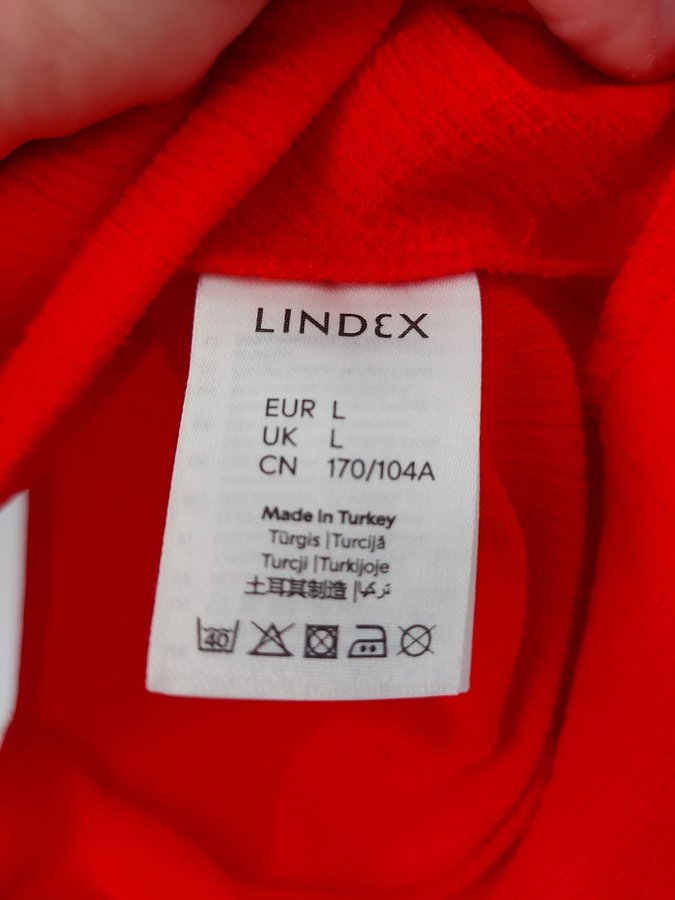 LINDEX
EUR L
UK L
CN 170/104A
Made in Turkey
Türgis | Turcijā
Turcji | Turkijoje
土耳其制造 | تركيا
40